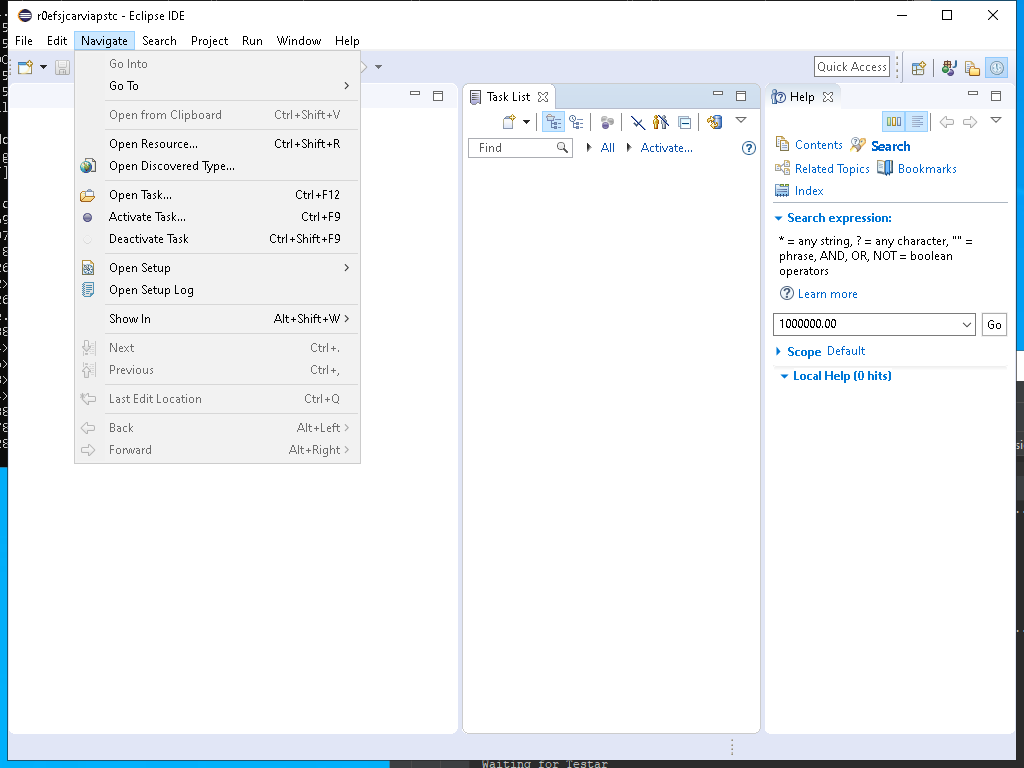 r0efsjcarviapstc - Eclipse IDE
File Edit Navigate Search Project Run Window Help
Quick Access
Go Into
Go To
Open from Clipboard Ctrl+Shift+V
Open Resource... Ctrl+Shift+R
Open Discovered Type...
Open Task... Ctrl+F12
Activate Task... Ctrl+F9
Deactivate Task Ctrl+Shift+F9
Open Setup
Open Setup Log
Show In Alt+Shift+W
Next Ctrl+.
Previous Ctrl+,
Last Edit Location Ctrl+Q
Back Alt+Left
Forward Alt+Right
Task List
Find All Activate...
Help
Contents Search
Related Topics Bookmarks
Index
Search expression:
* = any string, ? = any character, "" =
phrase, AND, OR, NOT = boolean
operators
Learn more
1000000.00 Go
Scope Default
Local Help (0 hits)
Waiting for Testar